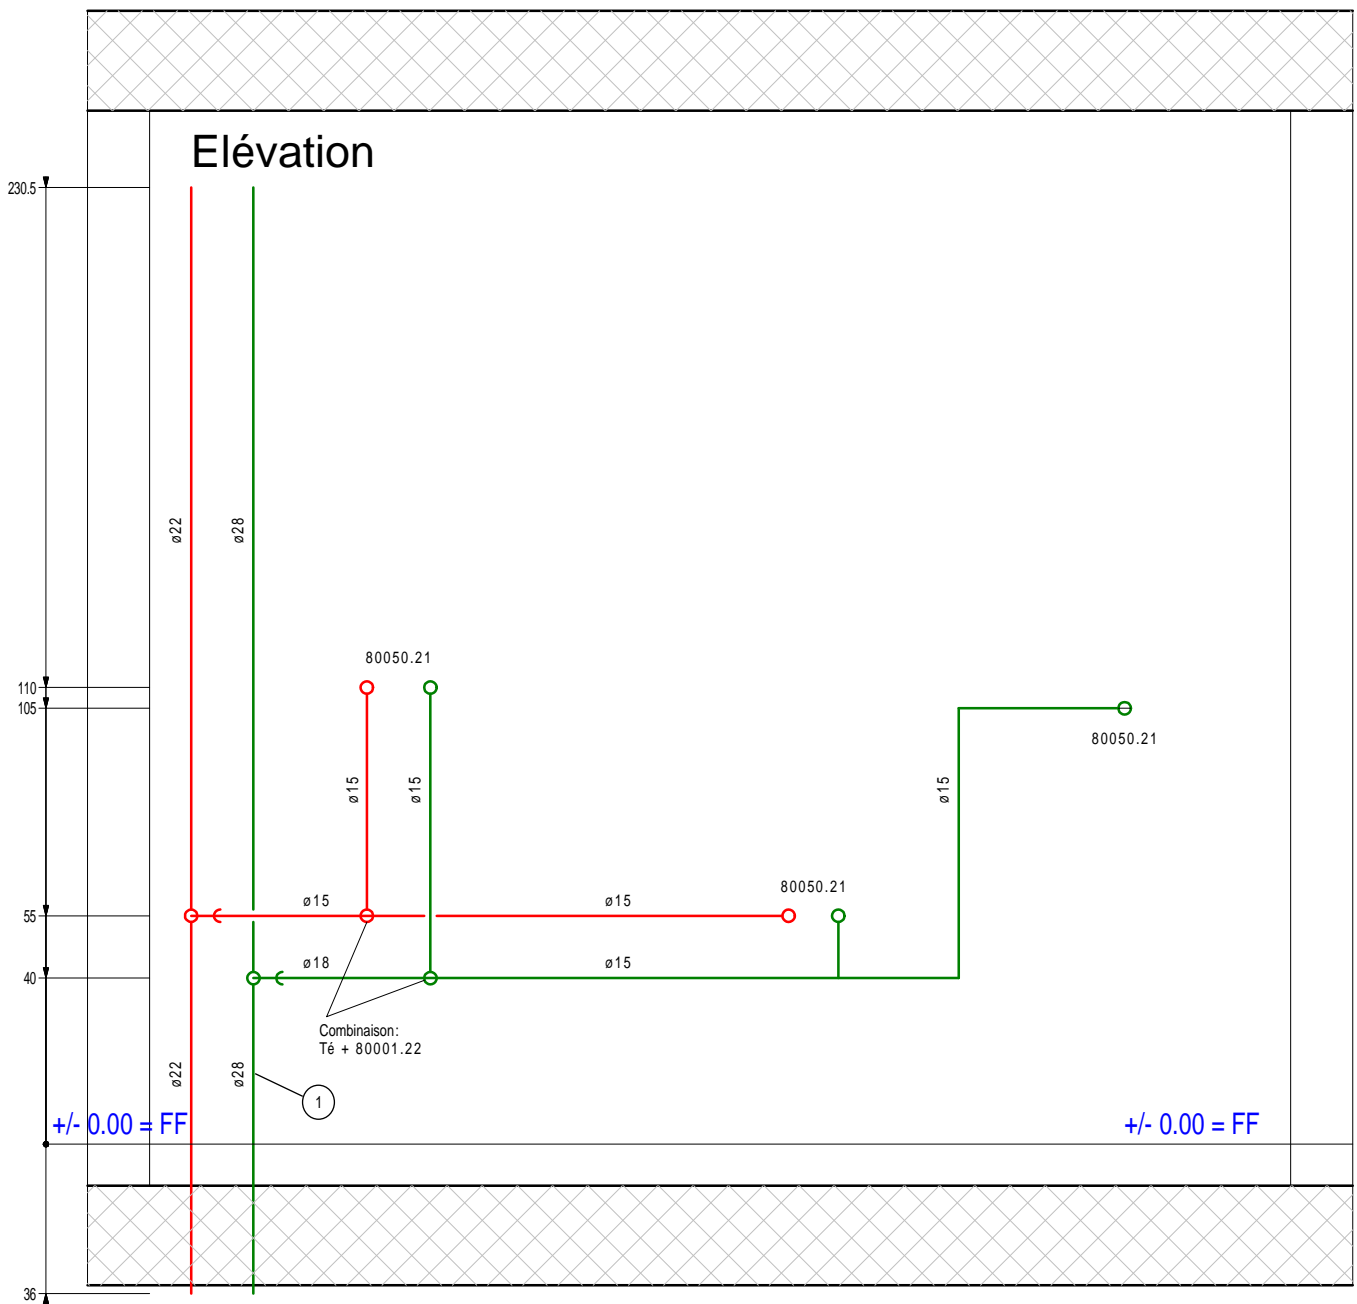 Elévation
230.5
ø22
ø28
80050.21
110
105
80050.21
ø15
ø15
ø15
80050.21
ø15
ø15
55
ø18
ø15
40
Combinaison:
Té + 80001.22
ø22
ø28
1
+/- 0.00 = FF
+/- 0.00 = FF
36